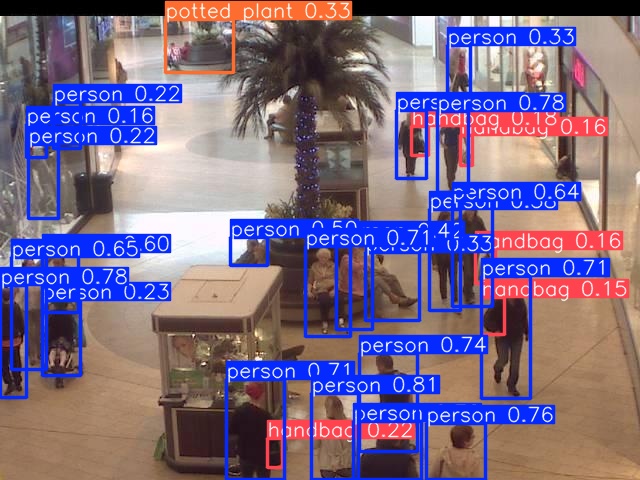 potted plant 0.33
person 0.33
person 0.22
person 0.78
person 0.16
handbag 0.18
handbag 0.16
person 0.22
person 0.64
person 0.50
person 0.33
handbag 0.16
person 0.65
0.60
person 0.71
person 0.78
person 0.23
handbag 0.15
person 0.74
person 0.71
person 0.81
person
person 0.76
handbag 0.22